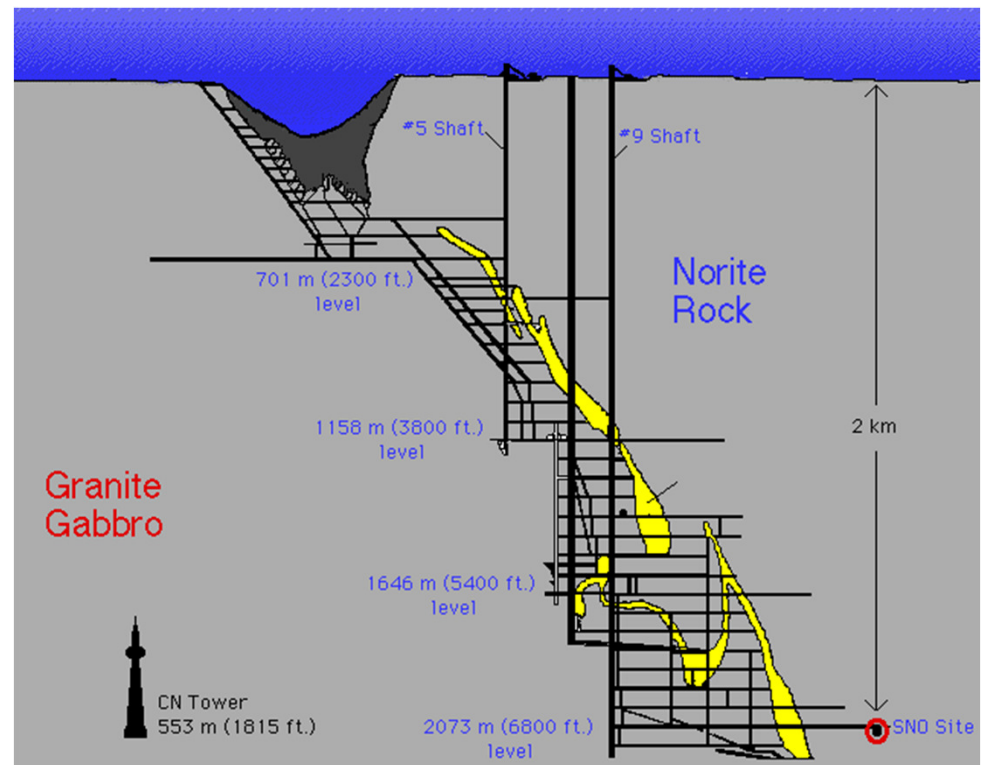 #5 Shaft
#9 Shaft
701 m (2300 ft.)
level
Norite
Rock
1158 m (3800 ft.)
level
2 km
Granite
Gabbro
1646 m (5400 ft.)
level
CN Tower
553 m (1815 ft.)
2073 m (6800 ft.)
level
SNO Site